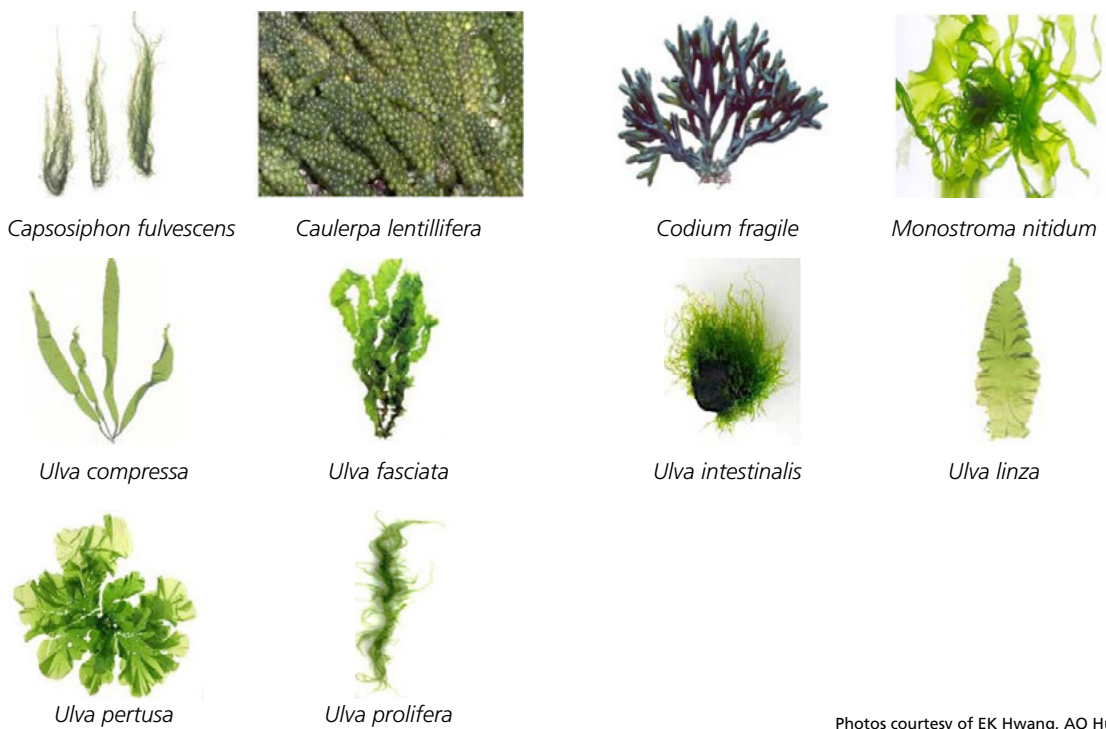 Capsosiphon fulvescens
Caulerpa lentillifera
Codium fragile
Monostroma nitidum
Ulva compressa
Ulva fasciata
Ulva intestinalis
Ulva linza
Ulva pertusa
Ulva prolifera
Photos courtesy of EK Hwang, AO Hu